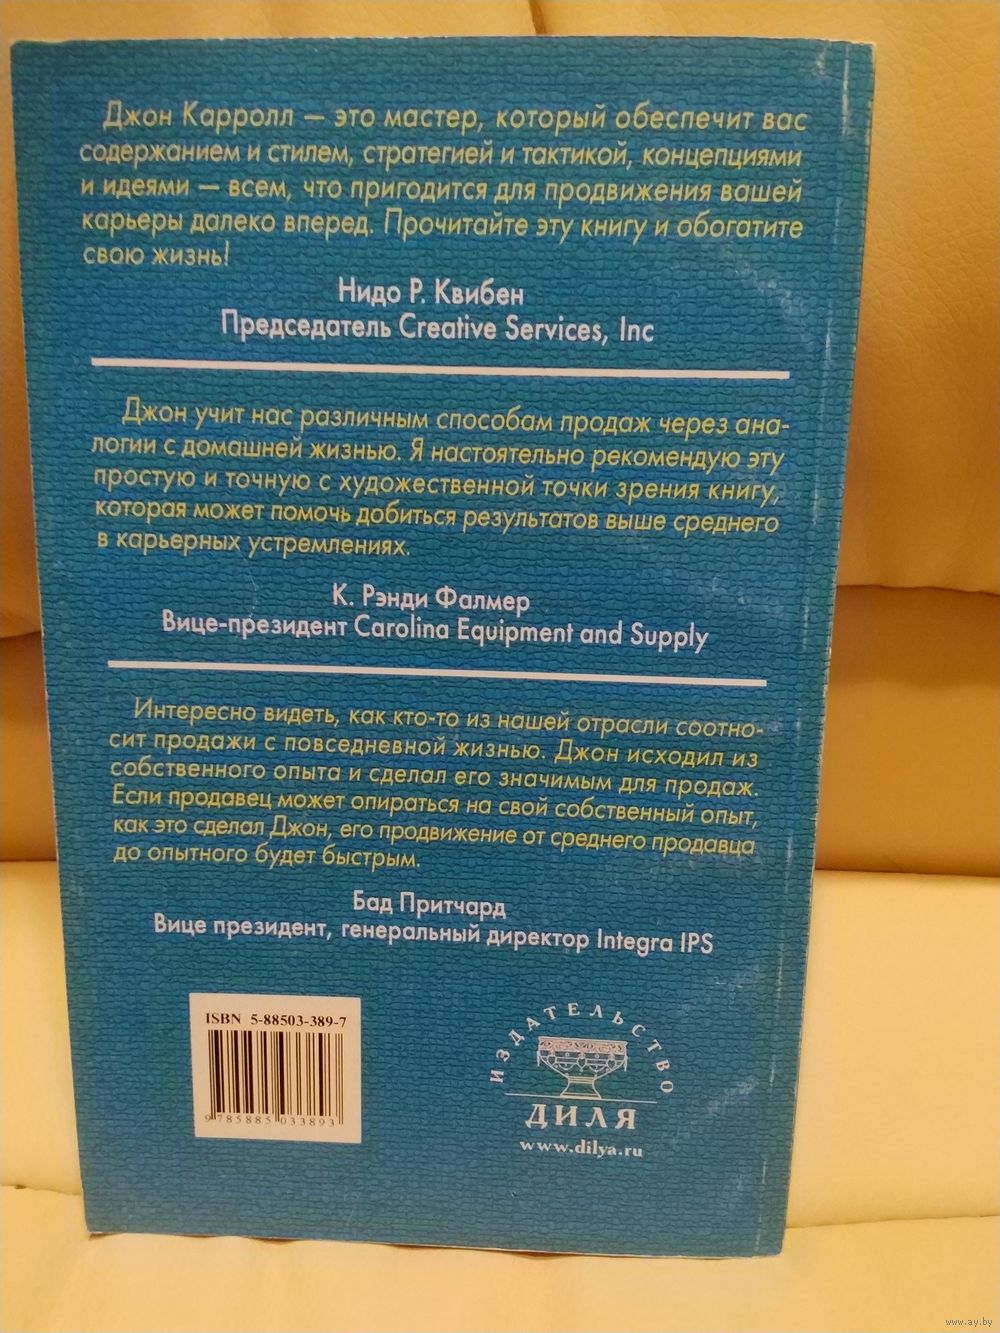 Джон Карролл — это мастер, который обеспечит вас
содержанием и стилем, стратегией и тактикой, концепциями
и идеями — всем, что пригодится для продвижения вашей
карьеры далеко вперед. Прочитайте эту книгу и обогатите
свою жизнь!
Нидо Р. Квибен
Председатель Creative Services, Inc
Джон учит нас различным способам продаж через ана-
логии с домашней жизнью. Я настоятельно рекомендую эту
простую и точную с художественной точки зрения книгу,
которая может помочь добиться результатов выше среднего
в карьерных устремлениях.
К. Рэнди Фалмер
Вице-президент Carolina Equipment and Supply
Интересно видеть, как кто-то из нашей отрасли соотно-
сит продажи с повседневной жизнью. Джон исходил из
собственного опыта и сделал его значимым для продаж.
Если продавец может опираться на свой собственный опыт,
как это сделал Джон, его продвижение от среднего продавца
до опытного будет быстрым.
Бад Притчард
Вице президент, генеральный директор Integra IPS
ISBN 5-88503-389-7
9 785885 033893
ИЗДАТЕЛЬСТВО
ДИЛЯ
www.dilya.ru
www.ay.by